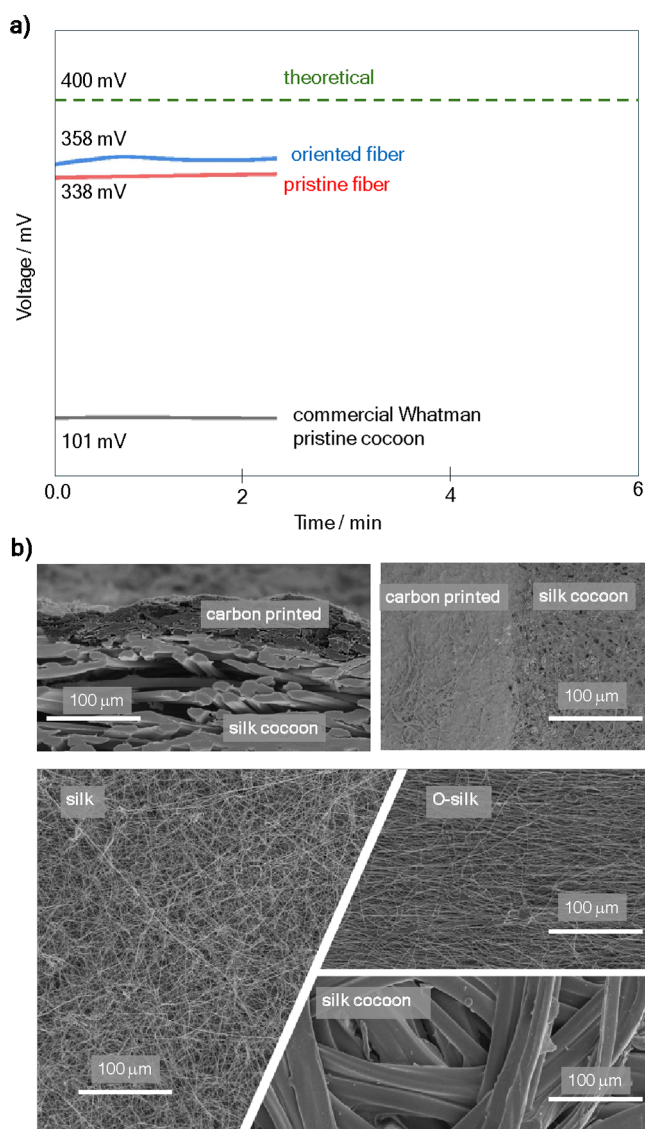 a)
400 mV
theoretical
358 mV
oriented fiber
pristine fiber
338 mV
Voltage / mV
commercial Whatman
pristine cocoon
101 mV
0.0
2
4
6
Time / min
b)
carbon printed
100 μm
silk cocoon
carbon printed
silk cocoon
100 μm
silk
100 μm
O-silk
100 μm
silk cocoon
100 μm